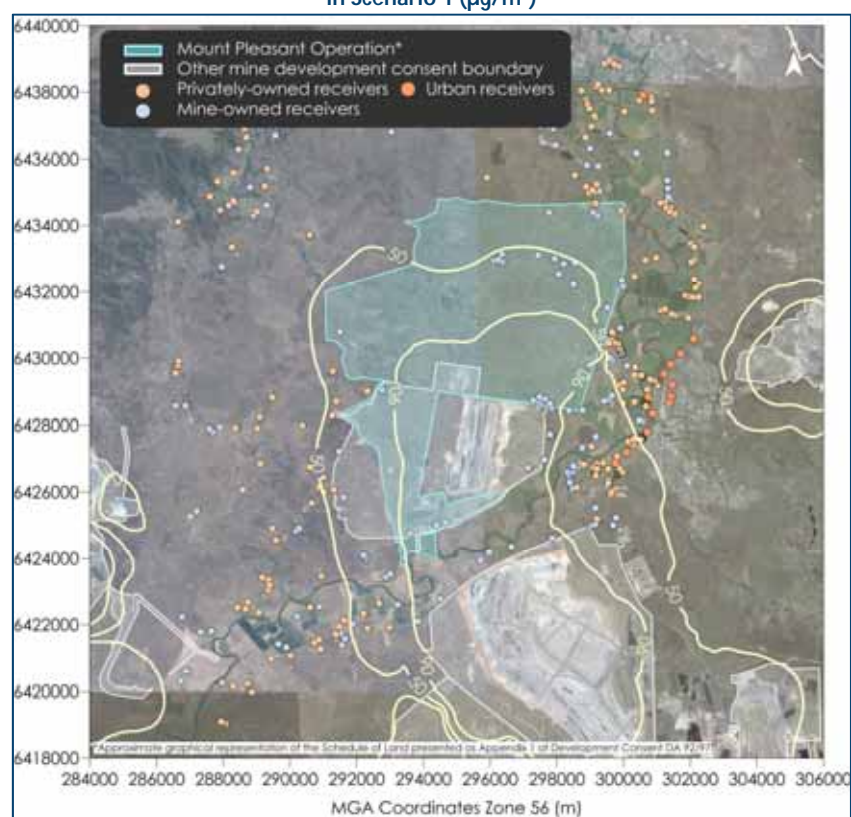 in Scenario 1 (µg/m³)
Mount Pleasant Operation*
Other mine development consent boundary
Privately-owned receivers Urban receivers
Mine-owned receivers
6440000
6438000
6436000
6434000
6432000
6430000
6428000
6426000
6424000
6422000
6420000
6418000
50
50
90
90
50
50
50
90
90
50
*Approximate graphical representation of the Schedule of Land presented as Appendix 1 of Development Consent DA 92/97
284000 286000 288000 290000 292000 294000 296000 298000 300000 302000 304000 306000
MGA Coordinates Zone 56 (m)